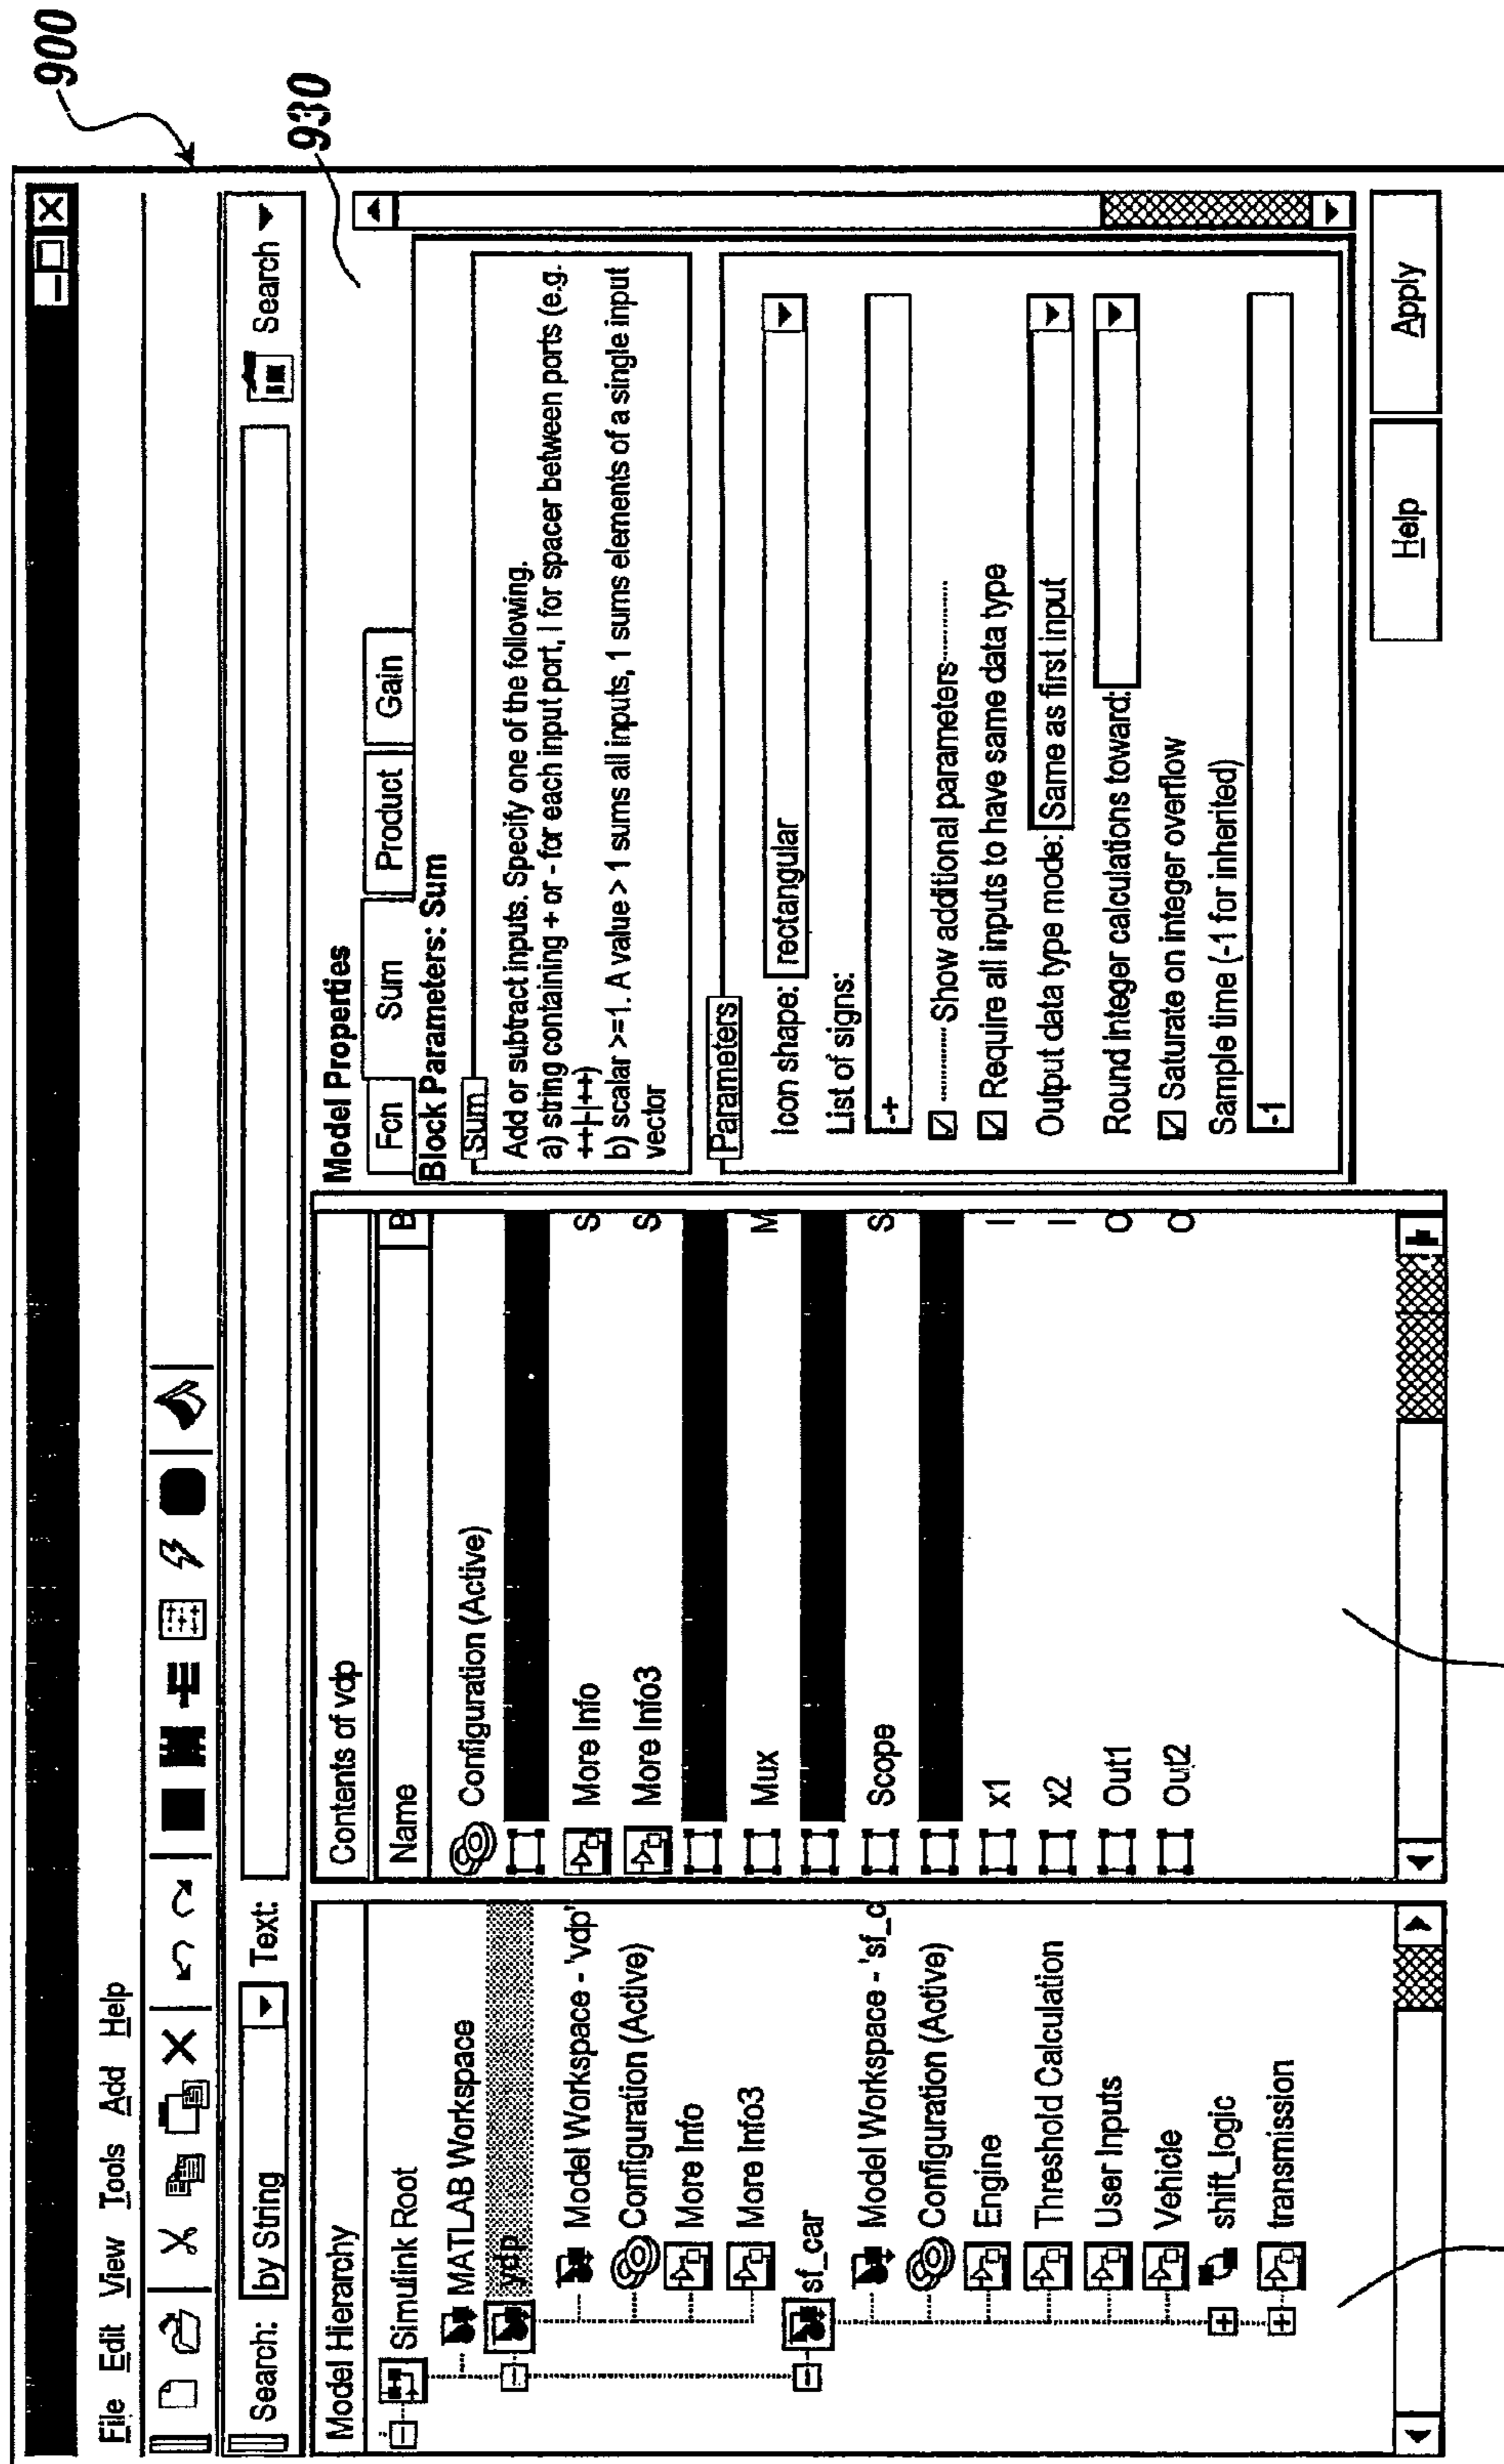 900
File Edit View Tools Add Help
Search: by String Text: Search
930
Model Hierarchy
Simulink Root
MATLAB Workspace
vdp
Model Workspace - 'vdp'
Configuration (Active)
More Info
More Info3
sf_car
Model Workspace - 'sf_c
Configuration (Active)
Engine
Threshold Calculation
User Inputs
Vehicle
shift_logic
transmission
Contents of vdp
Name B
Configuration (Active)
More Info S
More Info3 S
Mux M
Scope S
x1 I
x2 I
Out1 O
Out2 O
Model Properties
Fcn Sum Product Gain
Block Parameters: Sum
Sum
Add or subtract inputs. Specify one of the following.
a) string containing + or - for each input port, | for spacer between ports (e.g.
++|-|++)
b) scalar >=1. A value > 1 sums all inputs, 1 sums elements of a single input
vector
Parameters
Icon shape: rectangular
List of signs:
-+
Show additional parameters
Require all inputs to have same data type
Output data type mode: Same as first input
Round integer calculations toward:
Saturate on integer overflow
Sample time (-1 for inherited)
-1
Help Apply